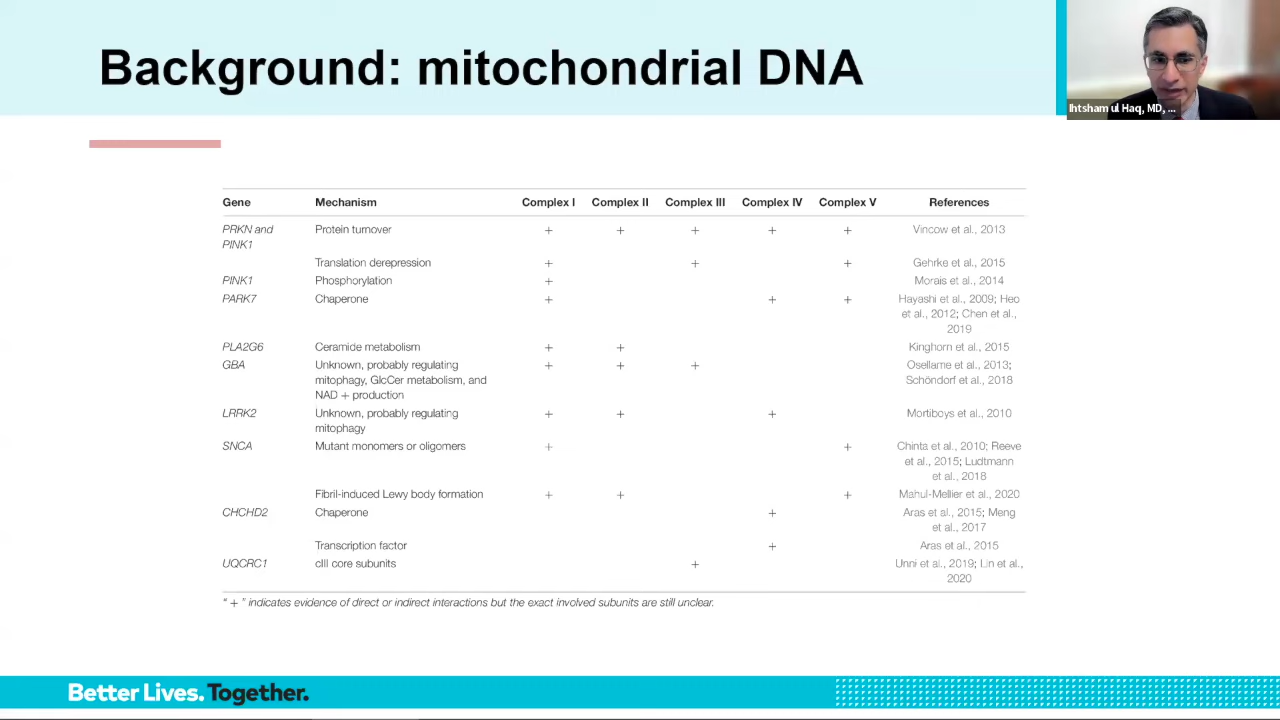 Background: mitochondrial DNA
Ihtsham ul Haq, MD, ...
Gene Mechanism Complex I Complex II Complex III Complex IV Complex V References
PRKN and Protein turnover + + + + + Vincow et al., 2013
PINK1
Translation derepression + + + Gehrke et al., 2015
PINK1 Phosphorylation + Morais et al., 2014
PARK7 Chaperone + + + Hayashi et al., 2009; Heo
et al., 2012; Chen et al.,
2019
PLA2G6 Ceramide metabolism + + Kinghorn et al., 2015
GBA Unknown, probably regulating + + + Osellame et al., 2013;
mitophagy, GlcCer metabolism, and Schöndorf et al., 2018
NAD + production
LRRK2 Unknown, probably regulating + + + Mortiboys et al., 2010
mitophagy
SNCA Mutant monomers or oligomers + + Chinta et al., 2010; Reeve
et al., 2015; Ludtmann
et al., 2018
Fibril-induced Lewy body formation + + + Mahul-Mellier et al., 2020
CHCHD2 Chaperone + Aras et al., 2015; Meng
et al., 2017
Transcription factor + Aras et al., 2015
UQCRC1 cIII core subunits + Unni et al., 2019; Lin et al.,
2020
" + " indicates evidence of direct or indirect interactions but the exact involved subunits are still unclear.
Better Lives. Together.